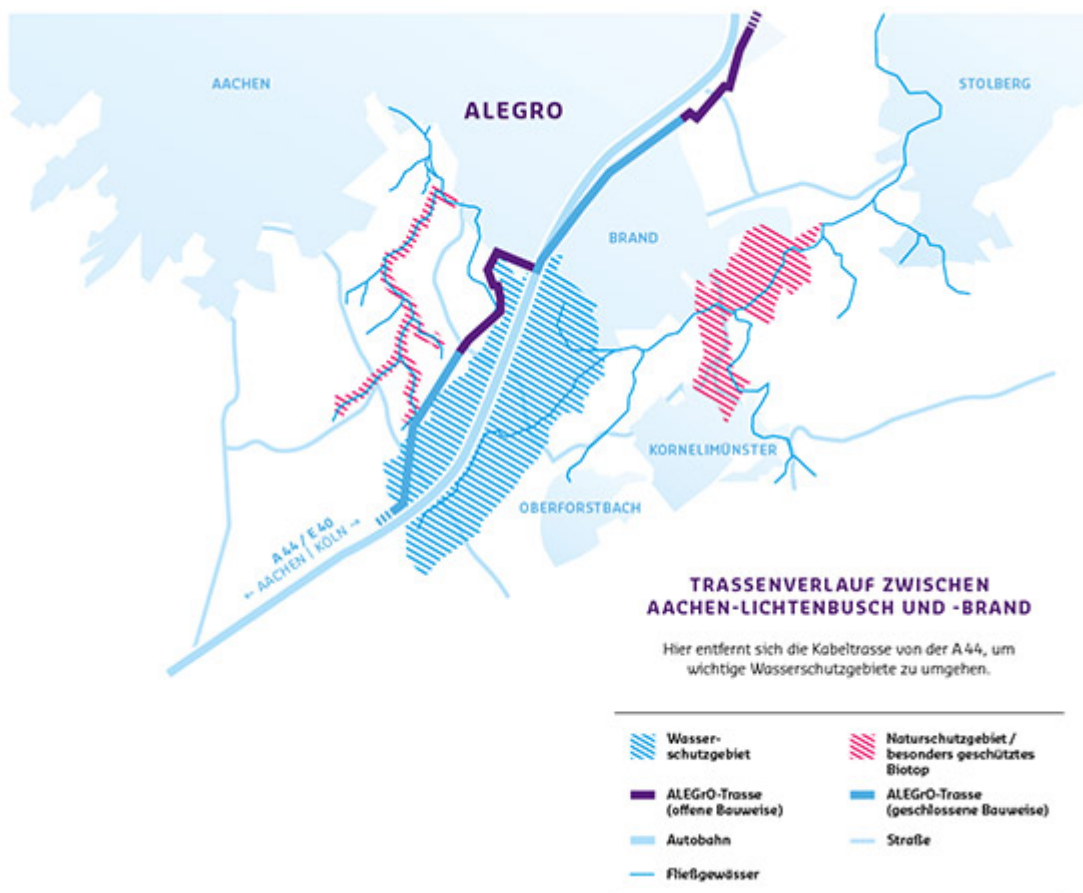 AACHEN
ALEGRO
STOLBERG
BRAND
KORNELIMÜNSTER
OBERFORSTBACH
A 44 / E 40
← AACHEN | KÖLN →
TRASSENVERLAUF ZWISCHEN
AACHEN-LICHTENBUSCH UND -BRAND
Hier entfernt sich die Kabeltrasse von der A 44, um
wichtige Wasserschutzgebiete zu umgehen.
Wasser-
schutzgebiet
Naturschutzgebiet /
besonders geschütztes
Biotop
ALEGrO-Trasse
(offene Bauweise)
ALEGrO-Trasse
(geschlossene Bauweise)
Autobahn
Straße
Fließgewässer